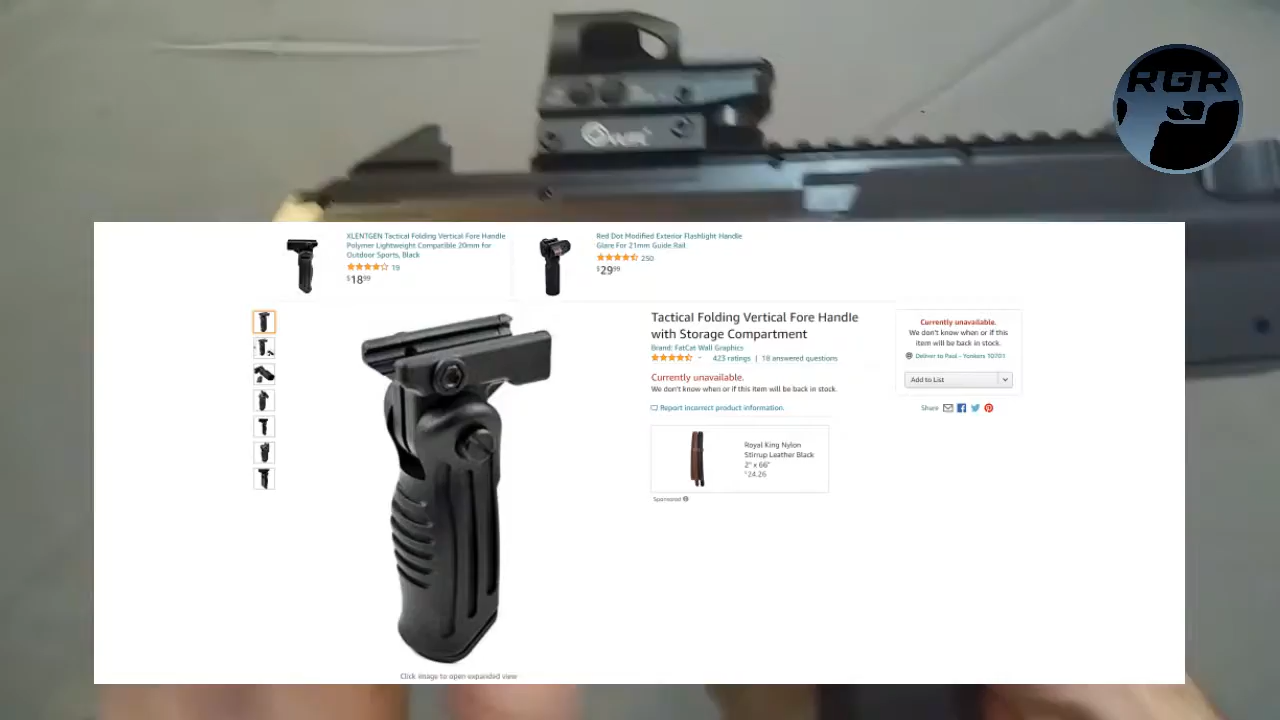 RGR
XLENTGEN Tactical Folding Vertical Fore Handle
Polymer Lightweight Compatible 20mm for
Outdoor Sports, Black
19
$18.99
Red Dot Modified Exterior Flashlight Handle
Glare For 21mm Guide Rail
250
$29.99
Tactical Folding Vertical Fore Handle
with Storage Compartment
Brand: FatCat Wall Graphics
423 ratings | 18 answered questions
Currently unavailable.
We don't know when or if this item will be back in stock.
Report incorrect product information.
Royal King Nylon
Stirrup Leather Black
2" x 66"
$24.26
Sponsored
Currently unavailable.
We don't know when or if this
item will be back in stock.
Deliver to Paul - Yonkers 10701
Add to List
Share
Click image to open expanded view